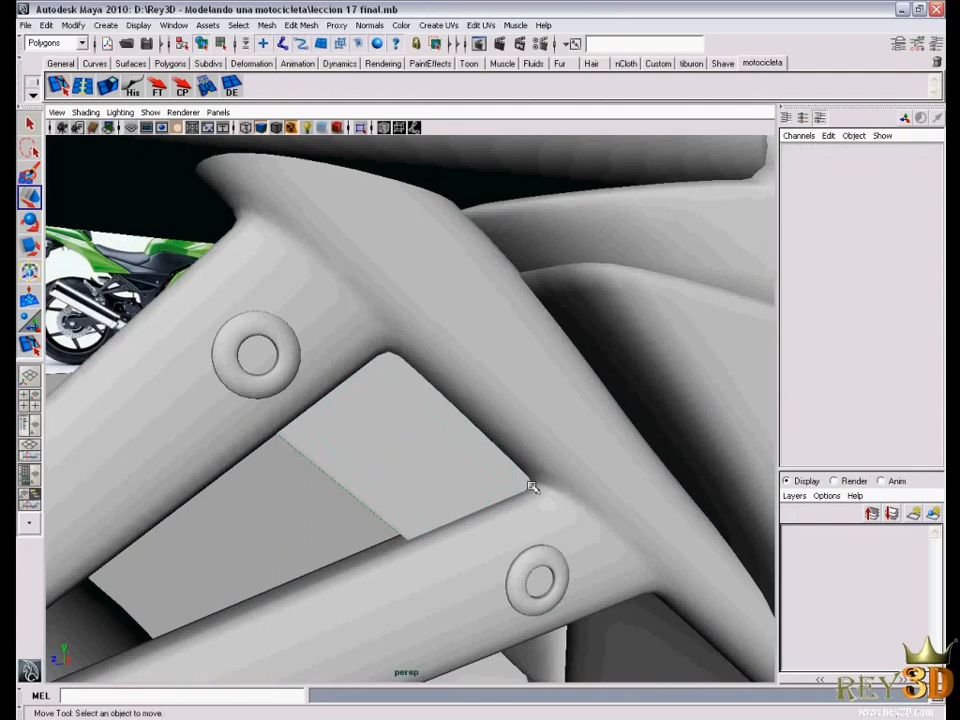 Autodesk Maya 2010: D:\Rey3D - Modelando una motocicleta\leccion 17 final.mb
File Edit Modify Create Display Window Assets Select Mesh Edit Mesh Proxy Normals Color Create UVs Edit UVs Muscle Help
Polygons
General Curves Surfaces Polygons Subdivs Deformation Animation Dynamics Rendering PaintEffects Toon Muscle Fluids Fur Hair nCloth Custom tiburon Shave motocicleta
His FT CP DE
View Shading Lighting Show Renderer Panels
Channels Edit Object Show
Display Render Anim
Layers Options Help
y
z
persp
REY3D
www.rey3d.com
MEL
Move Tool: Select an object to move.